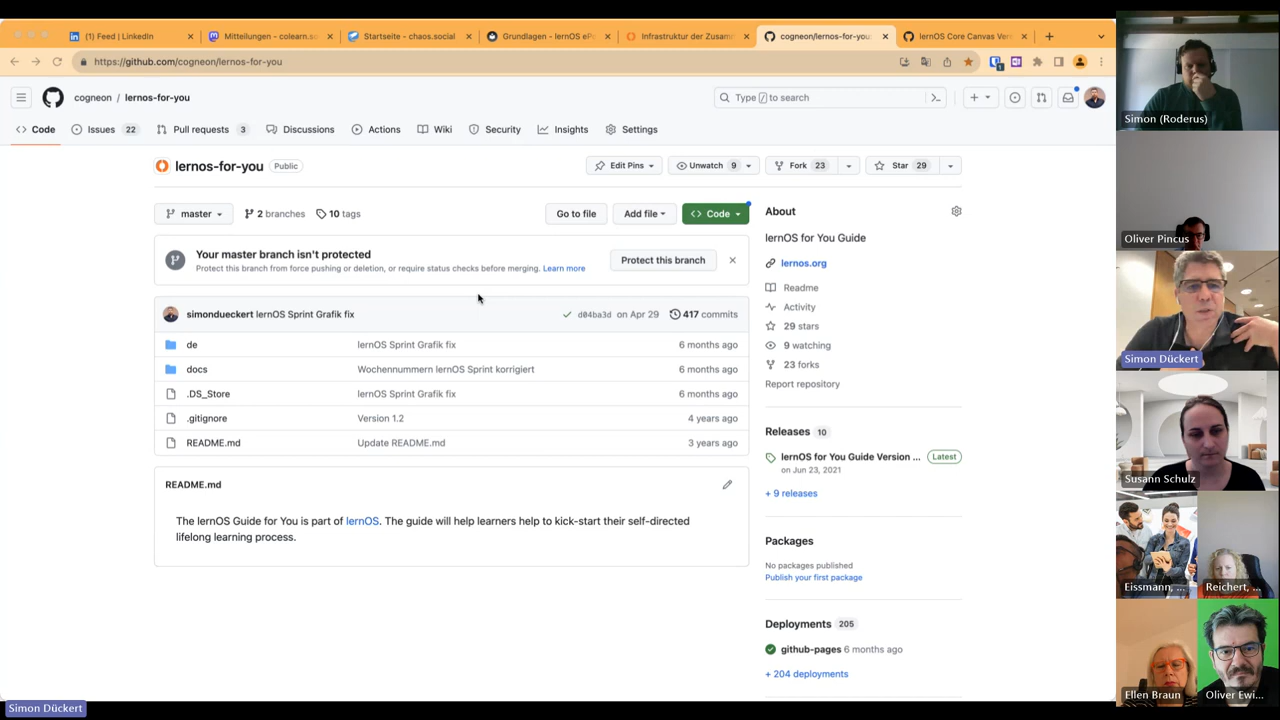 (1) Feed | LinkedIn
Mitteilungen - colearn.so
Startseite - chaos.social
Grundlagen - lernOS ePo
Infrastruktur der Zusamm
cogneon/lernos-for-you:
lernOS Core Canvas Vers
https://github.com/cogneon/lernos-for-you
cogneon / lernos-for-you
Type / to search
Code
Issues 22
Pull requests 3
Discussions
Actions
Wiki
Security
Insights
Settings
lernos-for-you Public
Edit Pins
Unwatch 9
Fork 23
Star 29
master
2 branches
10 tags
Go to file
Add file
Code
Your master branch isn't protected
Protect this branch from force pushing or deletion, or require status checks before merging. Learn more
Protect this branch
simondueckert lernOS Sprint Grafik fix d04ba3d on Apr 29 417 commits
de lernOS Sprint Grafik fix 6 months ago
docs Wochennummern lernOS Sprint korrigiert 6 months ago
.DS_Store lernOS Sprint Grafik fix 6 months ago
.gitignore Version 1.2 4 years ago
README.md Update README.md 3 years ago
README.md
The lernOS Guide for You is part of lernOS. The guide will help learners help to kick-start their self-directed
lifelong learning process.
About
lernOS for You Guide
lernos.org
Readme
Activity
29 stars
9 watching
23 forks
Report repository
Releases 10
lernOS for You Guide Version ... Latest
on Jun 23, 2021
+ 9 releases
Packages
No packages published
Publish your first package
Deployments 205
github-pages 6 months ago
+ 204 deployments
Simon (Roderus)
Oliver Pincus
Simon Dückert
Susann Schulz
Eissmann, ...
Reichert, ...
Ellen Braun
Oliver Ewi...
Simon Dückert